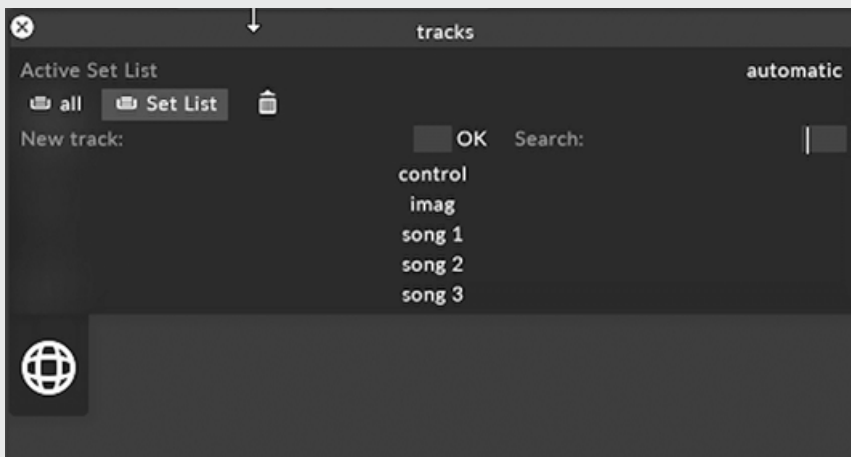 tracks
Active Set List automatic
all Set List
New track: OK Search:
control
imag
song 1
song 2
song 3